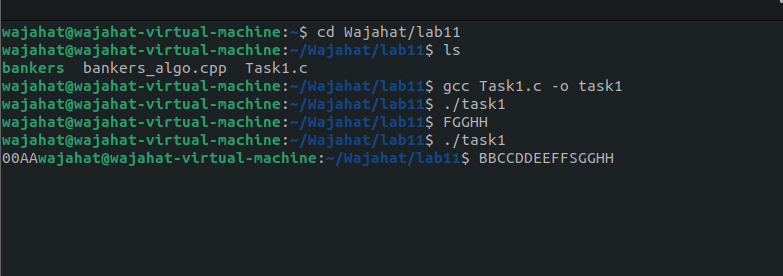 wajahat@wajahat-virtual-machine:~$ cd Wajahat/lab11
wajahat@wajahat-virtual-machine:~/Wajahat/lab11$ ls
bankers  bankers_algo.cpp  Task1.c
wajahat@wajahat-virtual-machine:~/Wajahat/lab11$ gcc Task1.c -o task1
wajahat@wajahat-virtual-machine:~/Wajahat/lab11$ ./task1
wajahat@wajahat-virtual-machine:~/Wajahat/lab11$ FGGHH
wajahat@wajahat-virtual-machine:~/Wajahat/lab11$ ./task1
00AAwajahat@wajahat-virtual-machine:~/Wajahat/lab11$ BBCCDDEEFFSGGHH